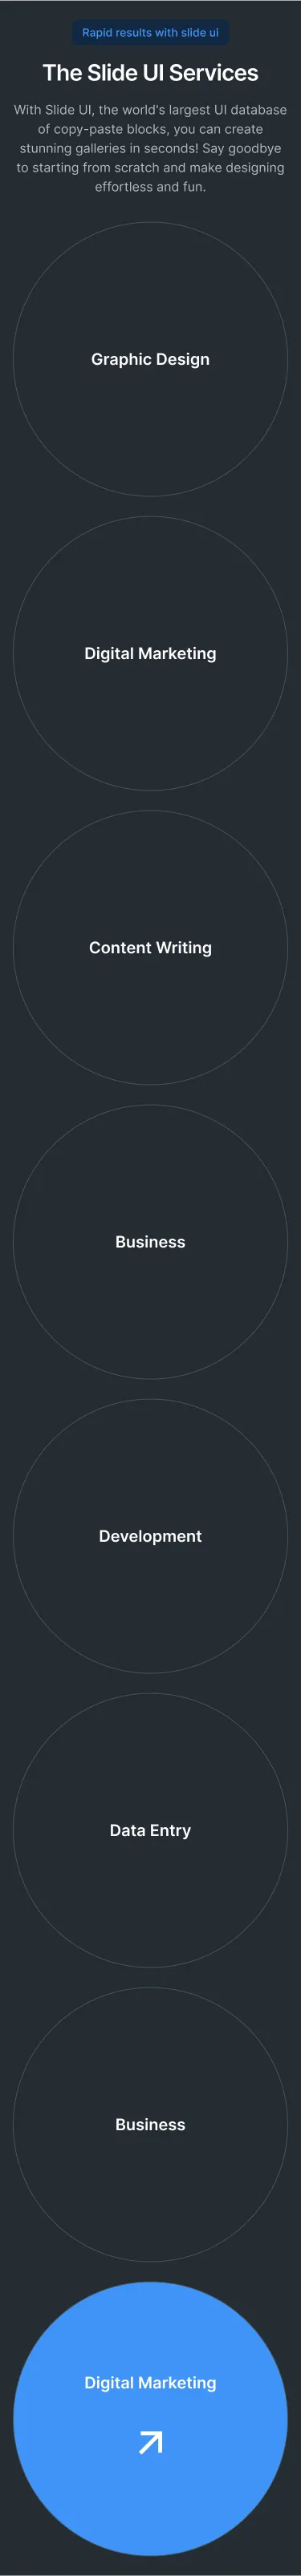 Rapid results with slide ui
The Slide UI Services
With Slide UI, the world's largest UI database
of copy-paste blocks, you can create
stunning galleries in seconds! Say goodbye
to starting from scratch and make designing
effortless and fun.
Graphic Design
Digital Marketing
Content Writing
Business
Development
Data Entry
Business
Digital Marketing